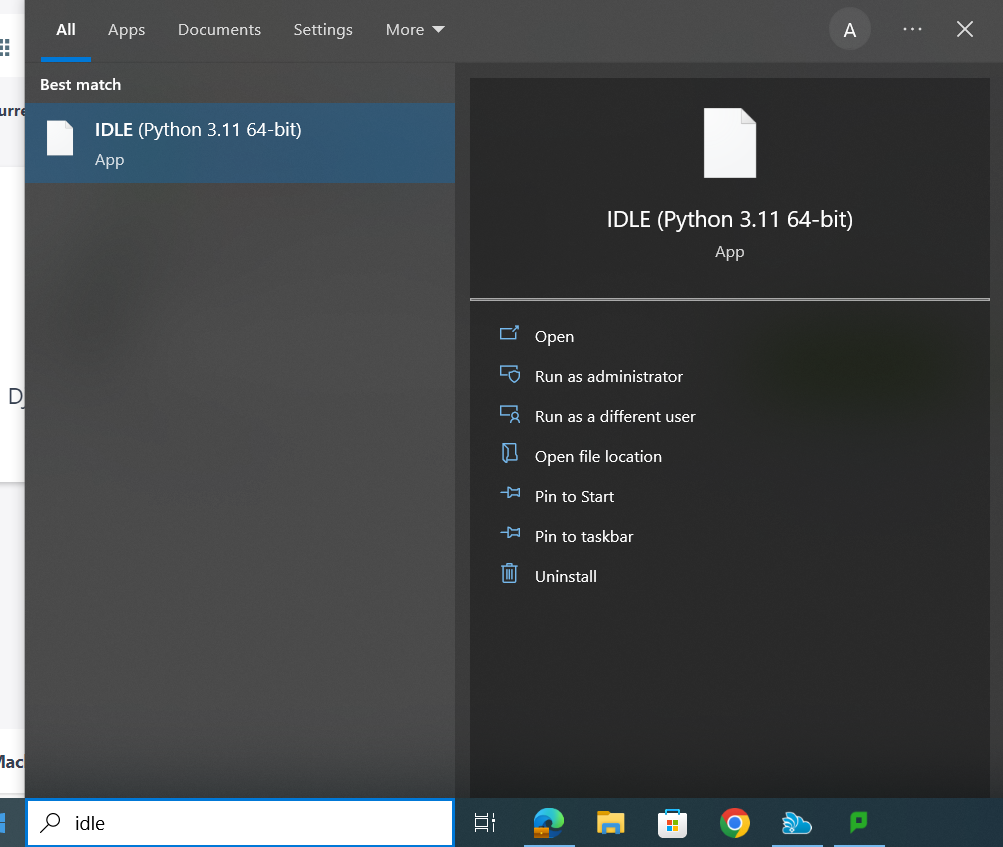 All Apps Documents Settings More A ...
Best match
urre
IDLE (Python 3.11 64-bit)
App
IDLE (Python 3.11 64-bit)
App
Open
Run as administrator
Dj
Run as a different user
Open file location
Pin to Start
Pin to taskbar
Uninstall
Mac
idle